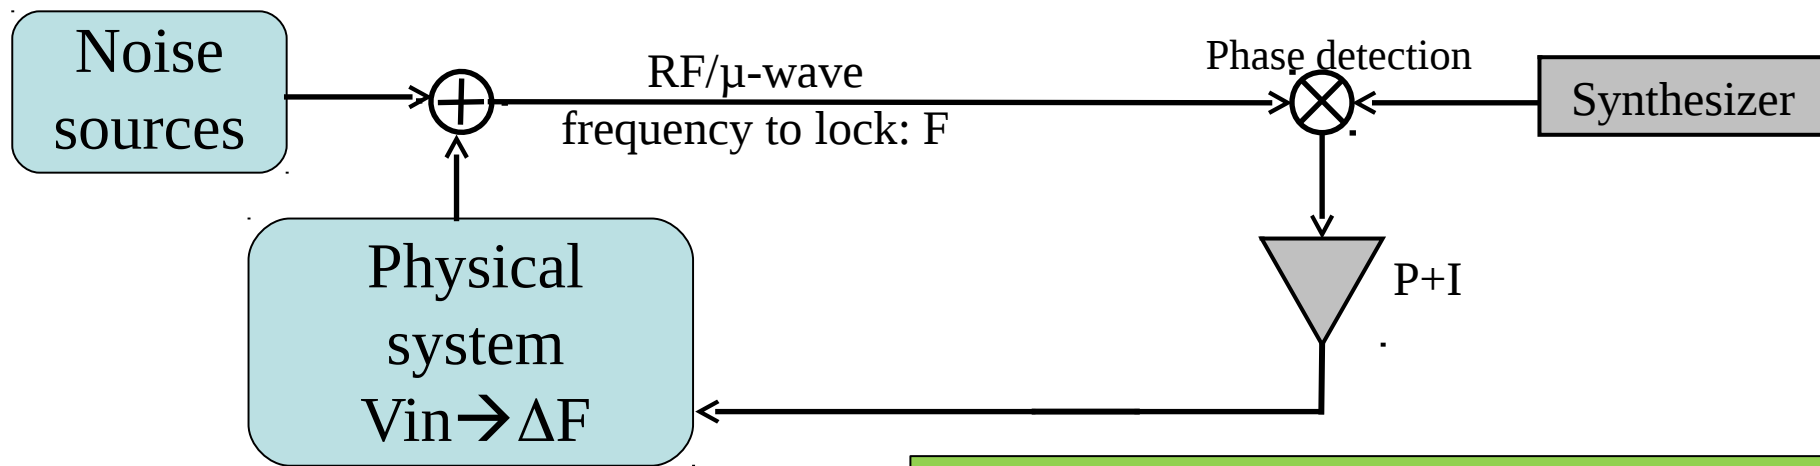 Noise
sources
RF/µ-wave
frequency to lock: F
Phase detection
Synthesizer
Physical
system
Vin→ΔF
P+I